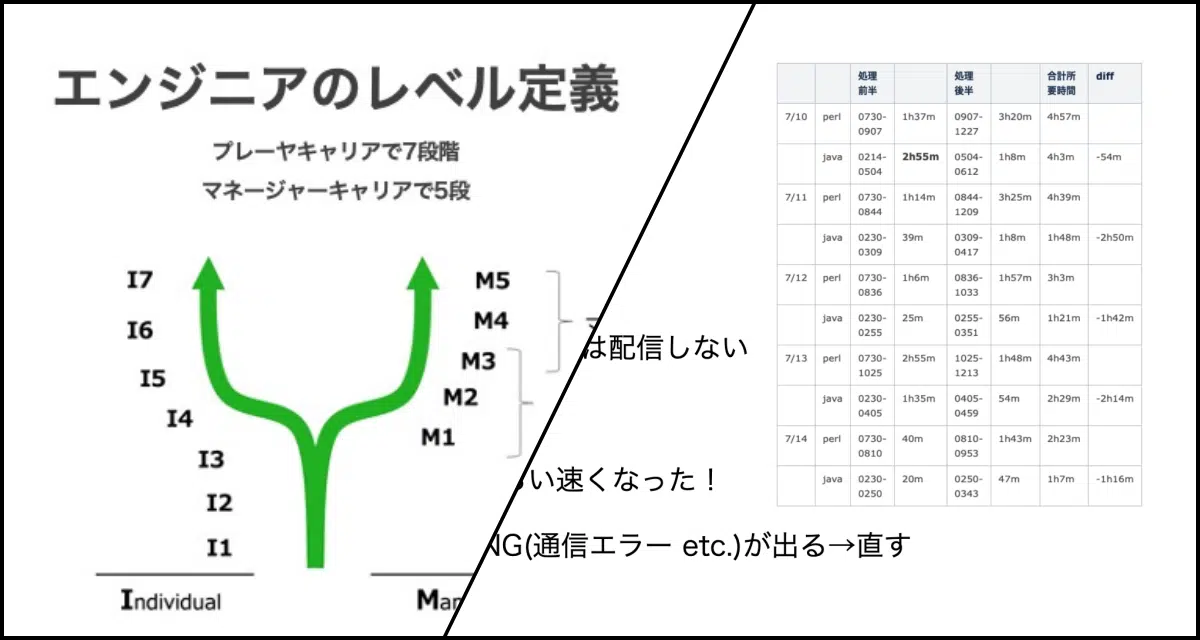 エンジニアのレベル定義
プレーヤキャリアで7段階
マネージャーキャリアで5段
I7
I6
I5
I4
I3
I2
I1
M5
M4
M3
M2
M1
Individual
Man
は配信しない
い速くなった！
NG(通信エラー etc.)が出る→直す
処理前半 処理後半 合計所要時間 diff
7/10 perl 0730-0907 1h37m 0907-1227 3h20m 4h57m
java 0214-0504 2h55m 0504-0612 1h8m 4h3m -54m
7/11 perl 0730-0844 1h14m 0844-1209 3h25m 4h39m
java 0230-0309 39m 0309-0417 1h8m 1h48m -2h50m
7/12 perl 0730-0836 1h6m 0836-1033 1h57m 3h3m
java 0230-0255 25m 0255-0351 56m 1h21m -1h42m
7/13 perl 0730-1025 2h55m 1025-1213 1h48m 4h43m
java 0230-0405 1h35m 0405-0459 54m 2h29m -2h14m
7/14 perl 0730-0810 40m 0810-0953 1h43m 2h23m
java 0230-0250 20m 0250-0343 47m 1h7m -1h16m